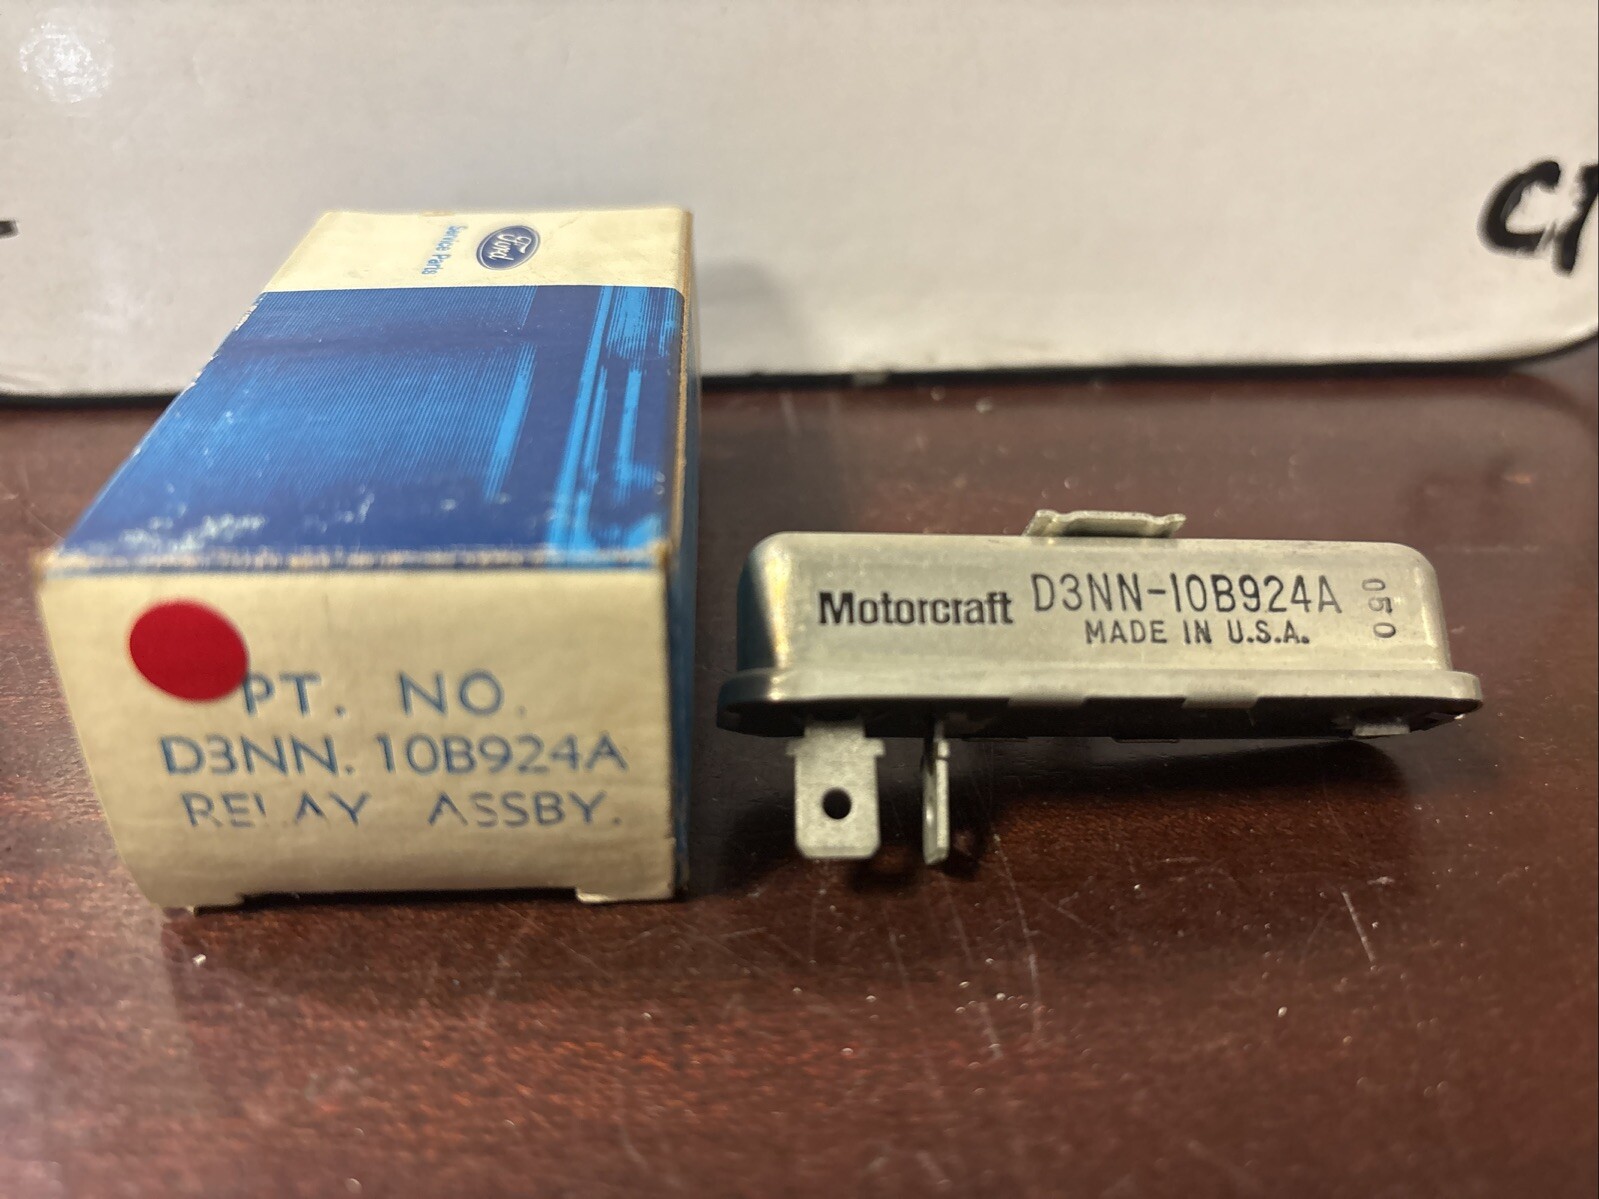 Ford
Service Parts
PT. NO.
D3NN. 10B924A
RELAY ASSBY.
Motorcraft D3NN-10B924A
MADE IN U.S.A.
050